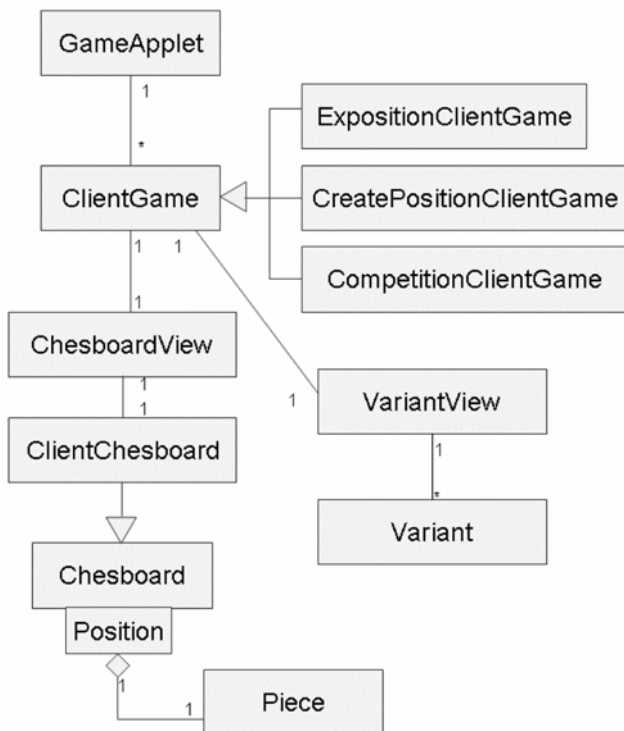 GameApplet
1
*
ExpositionClientGame
ClientGame
CreatePositionClientGame
1
1
CompetitionClientGame
1
ChesboardView
1
1
1
VariantView
ClientChesboard
1
*
Variant
Chesboard
Position
1
1
Piece